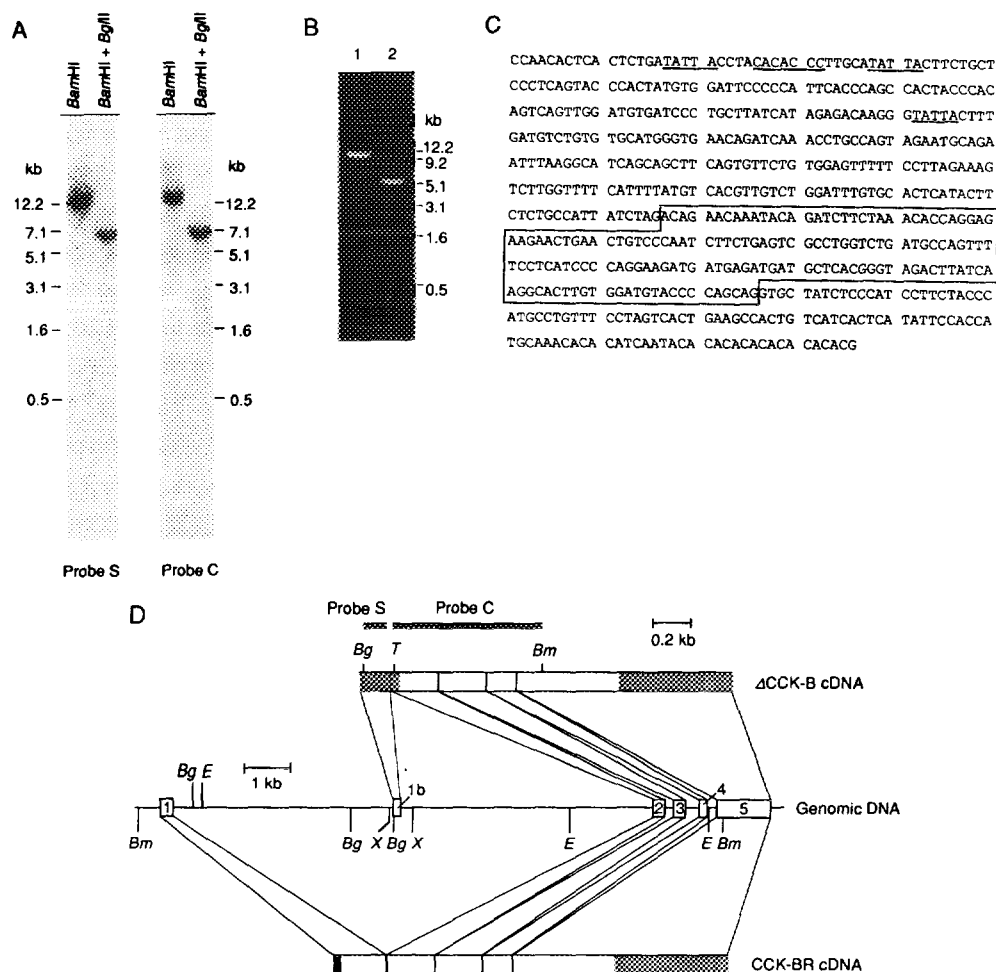 A
BamHI
BamHI + BglII
BamHI
BamHI + BglII
kb
12.2
7.1
5.1
3.1
1.6
0.5
kb
12.2
7.1
5.1
3.1
1.6
0.5
Probe S
Probe C
B
1 2
kb
12.2
9.2
5.1
3.1
1.6
0.5
C
CCAACACTCA CTCTGATATTA CCTACACACC CTTGCATATTA CTTCTGCT
CCCTCAGTAC CCACTATGTG GATTCCCCCA TTCACCCAGC CACTACCCAC
AGTCAGTTGG ATGTGATCCC TGCTTATCAT AGAGACAAGG GTATTACTTT
GATGTCTGTG TGCATGGGTG AACAGATCAA ACCTGCCAGT AGAATGCAGA
ATTTAAGGCA TCAGCAGCTT CAGTGTTCTG TGGAGTTTTT CCTTAGAAAG
TCTTGGTTTT CATTTTATGT CACGTTGTCT GGATTTGTGC ACTCATACTT
CTCTGCCATT ATCTAGACAG AACAAATACA GATCTTCTAA ACACCAGGAG
AAGAACTGAA CTGTCCCAAT CTTCTGAGTC GCCTGGTCTG ATGCCAGTTT
TCCTCATCCC CAGGAAGATG ATGAGATGAT GCTCACGGGT AGACTTATCA
AGGCACTTGT GGATGTACCC CAGCAGGTGC TATCTCCCAT CCTTCTACCC
ATGCCTGTTT CCTAGTCACT GAAGCCACTG TCATCACTCA TATTCCACCA
TGCAAACACA CATCAATACA CACACACACA CACACG
D
Probe S
Probe C
0.2 kb
Bg
T
Bm
ΔCCK-B cDNA
Bg E
1 kb
1b
4
1
2
3
5
Genomic DNA
Bm
Bg
X
Bg
X
E
E
Bm
CCK-BR cDNA